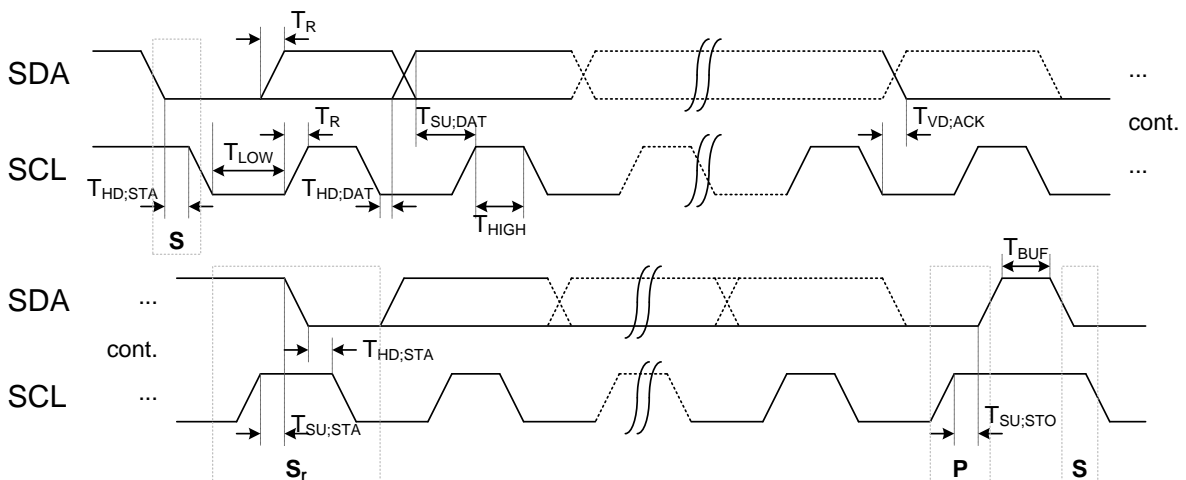 T_R
SDA
...
T_SU;DAT
T_R
T_VD;ACK
cont.
T_LOW
SCL
...
T_HD;STA
T_HD;DAT
T_HIGH
S
T_BUF
SDA
...
cont.
T_HD;STA
SCL
...
T_SU;STA
T_SU;STO
S_r
P
S